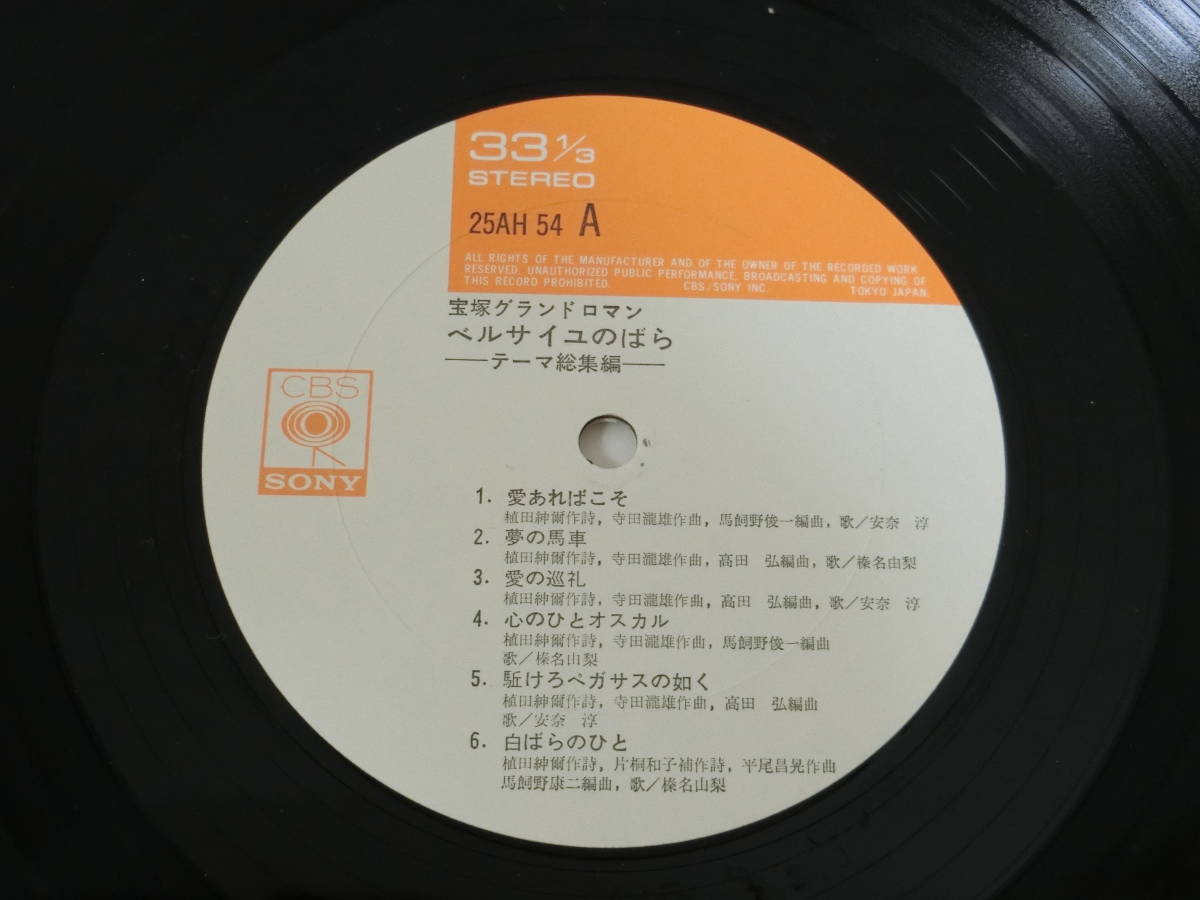 33 1/3
STEREO
25AH 54 A
ALL RIGHTS OF THE MANUFACTURER AND OF THE OWNER OF THE RECORDED WORK
RESERVED. UNAUTHORIZED PUBLIC PERFORMANCE. BROADCASTING AND COPYING OF
THIS RECORD PROHIBITED. CBS/SONY INC. TOKYO JAPAN.
宝塚グランドロマン
ベルサイユのばら
——テーマ総集編——
CBS
SONY
1. 愛あればこそ
植田紳爾作詩, 寺田瀧雄作曲, 馬飼野俊一編曲, 歌／安奈 淳
2. 夢の馬車
植田紳爾作詩, 寺田瀧雄作曲, 高田 弘編曲, 歌／榛名由梨
3. 愛の巡礼
植田紳爾作詩, 寺田瀧雄作曲, 高田 弘編曲, 歌／安奈 淳
4. 心のひとオスカル
植田紳爾作詩, 寺田瀧雄作曲, 馬飼野俊一編曲
歌／榛名由梨
5. 駈けろペガサスの如く
植田紳爾作詩, 寺田瀧雄作曲, 高田 弘編曲
歌／安奈 淳
6. 白ばらのひと
植田紳爾作詩, 片桐和子補作詩, 平尾昌晃作曲
馬飼野康二編曲, 歌／榛名由梨